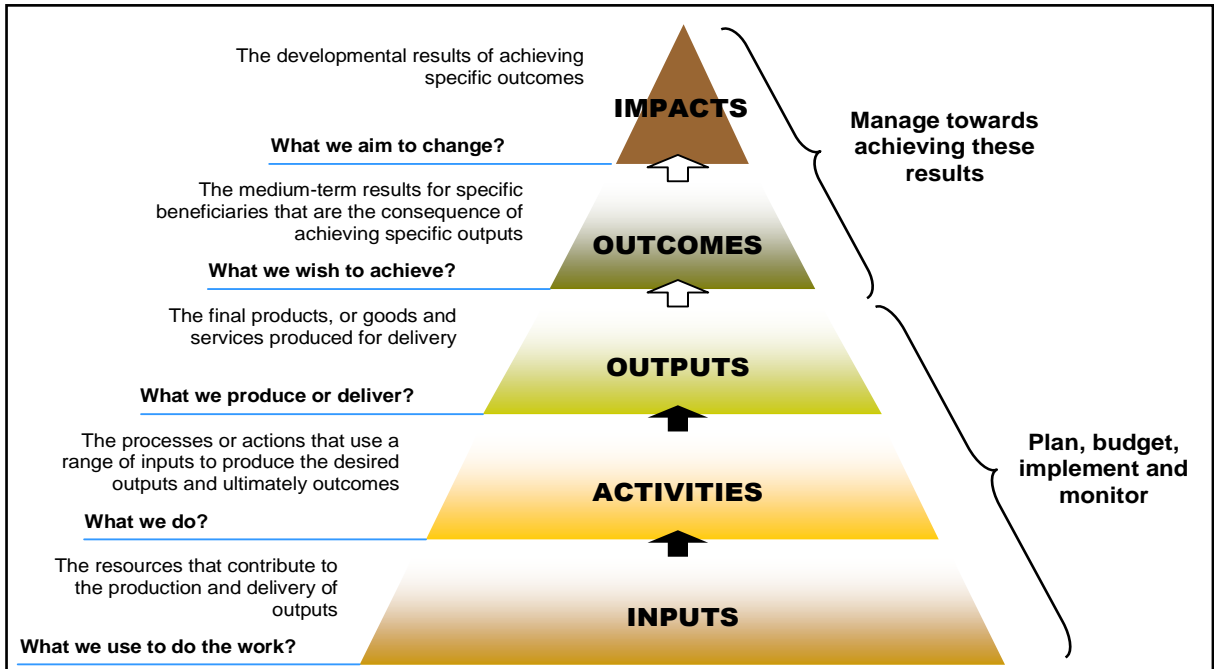 The developmental results of achieving
specific outcomes
IMPACTS
What we aim to change?
Manage towards
achieving these
results
The medium-term results for specific
beneficiaries that are the consequence of
achieving specific outputs
OUTCOMES
What we wish to achieve?
The final products, or goods and
services produced for delivery
OUTPUTS
What we produce or deliver?
The processes or actions that use a
range of inputs to produce the desired
outputs and ultimately outcomes
ACTIVITIES
What we do?
Plan, budget,
implement and
monitor
The resources that contribute to
the production and delivery of
outputs
INPUTS
What we use to do the work?